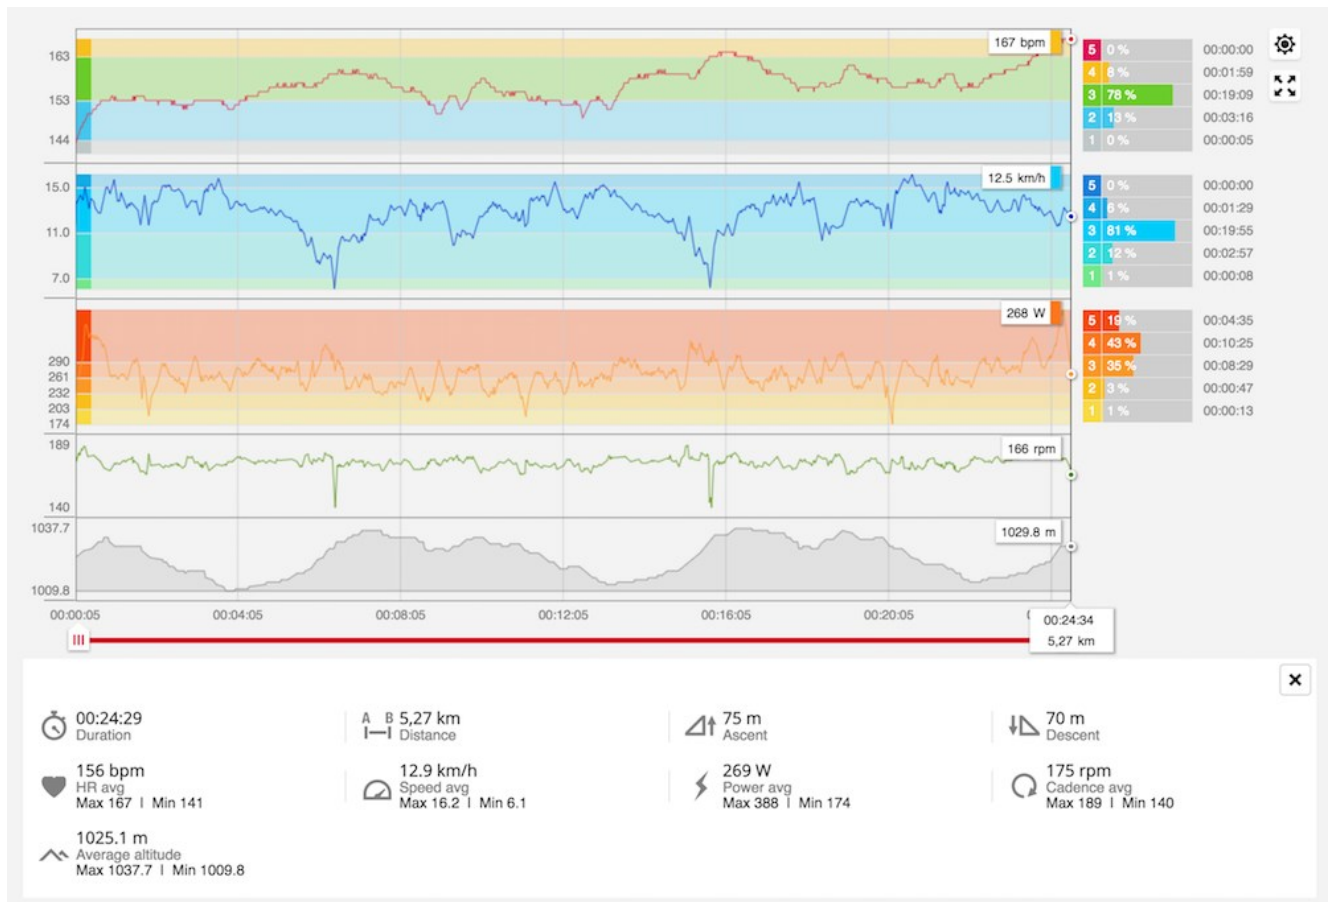 163
153
144
167 bpm
5 0 % 00:00:00
4 8 % 00:01:59
3 78 % 00:19:09
2 13 % 00:03:16
1 0 % 00:00:05
15.0
11.0
7.0
12.5 km/h
5 0 % 00:00:00
4 6 % 00:01:29
3 81 % 00:19:55
2 12 % 00:02:57
1 1 % 00:00:08
290
261
232
203
174
268 W
5 19 % 00:04:35
4 43 % 00:10:25
3 35 % 00:08:29
2 3 % 00:00:47
1 1 % 00:00:13
189
140
166 rpm
1037.7
1009.8
1029.8 m
00:00:05 00:04:05 00:08:05 00:12:05 00:16:05 00:20:05
00:24:34
5,27 km
00:24:29
Duration
A B 5,27 km
Distance
75 m
Ascent
70 m
Descent
156 bpm
HR avg
Max 167 | Min 141
12.9 km/h
Speed avg
Max 16.2 | Min 6.1
269 W
Power avg
Max 388 | Min 174
175 rpm
Cadence avg
Max 189 | Min 140
1025.1 m
Average altitude
Max 1037.7 | Min 1009.8